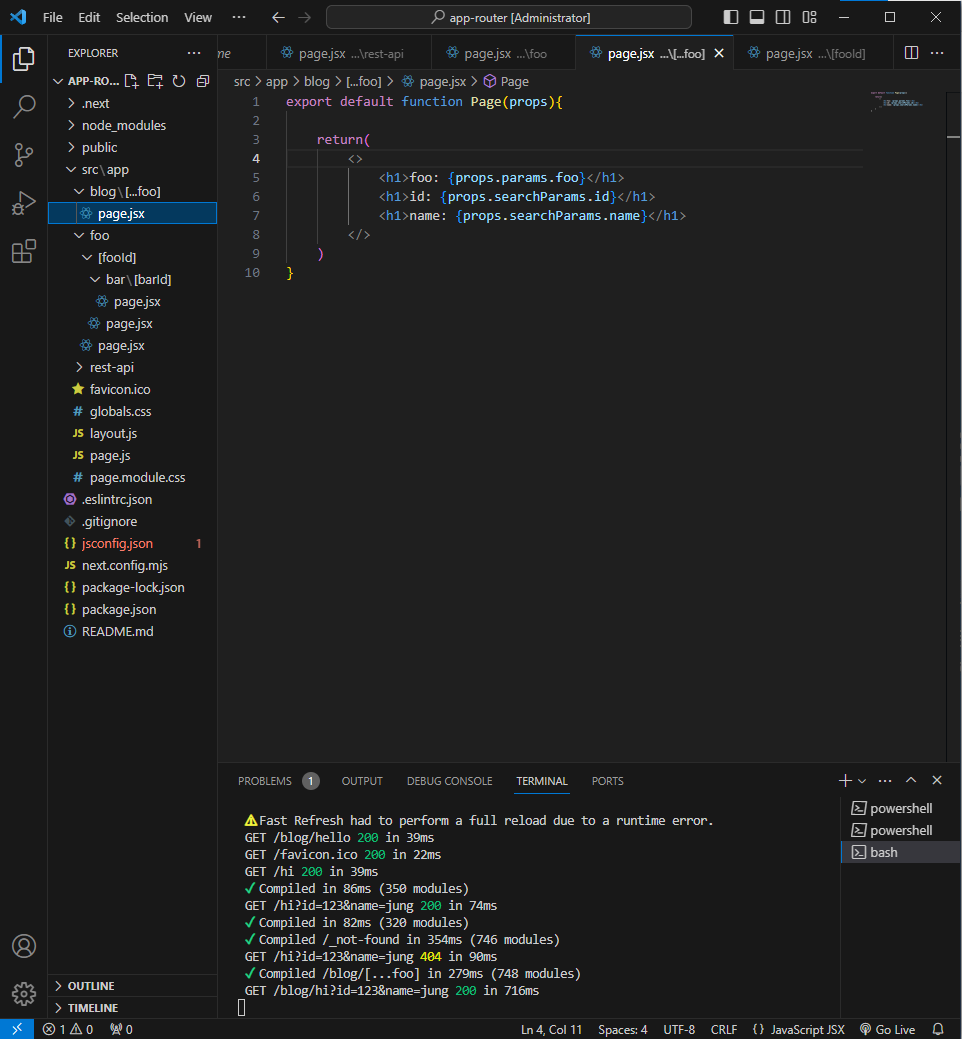 File Edit Selection View ··· app-router [Administrator]
EXPLORER ···
APP-RO...
.next
node_modules
public
src\app
blog\[...foo]
page.jsx
foo
[fooId]
bar\[barId]
page.jsx
page.jsx
page.jsx
rest-api
favicon.ico
globals.css
layout.js
page.js
page.module.css
.eslintrc.json
.gitignore
jsconfig.json 1
next.config.mjs
package-lock.json
package.json
README.md
OUTLINE
TIMELINE
me page.jsx ...\rest-api page.jsx ...\foo page.jsx ...\[...foo] page.jsx ...\[fooId]
src > app > blog > [...foo] > page.jsx > Page
1 export default function Page(props){
2
3 return(
4 <>
5 <h1>foo: {props.params.foo}</h1>
6 <h1>id: {props.searchParams.id}</h1>
7 <h1>name: {props.searchParams.name}</h1>
8 </>
9 )
10 }
PROBLEMS 1 OUTPUT DEBUG CONSOLE TERMINAL PORTS
⚠Fast Refresh had to perform a full reload due to a runtime error.
GET /blog/hello 200 in 39ms
GET /favicon.ico 200 in 22ms
GET /hi 200 in 39ms
✓Compiled in 86ms (350 modules)
GET /hi?id=123&name=jung 200 in 74ms
✓Compiled in 82ms (320 modules)
✓Compiled /_not-found in 354ms (746 modules)
GET /hi?id=123&name=jung 404 in 90ms
✓Compiled /blog/[...foo] in 279ms (748 modules)
GET /blog/hi?id=123&name=jung 200 in 716ms
powershell
powershell
bash
1 0 0 Ln 4, Col 11 Spaces: 4 UTF-8 CRLF {} JavaScript JSX Go Live